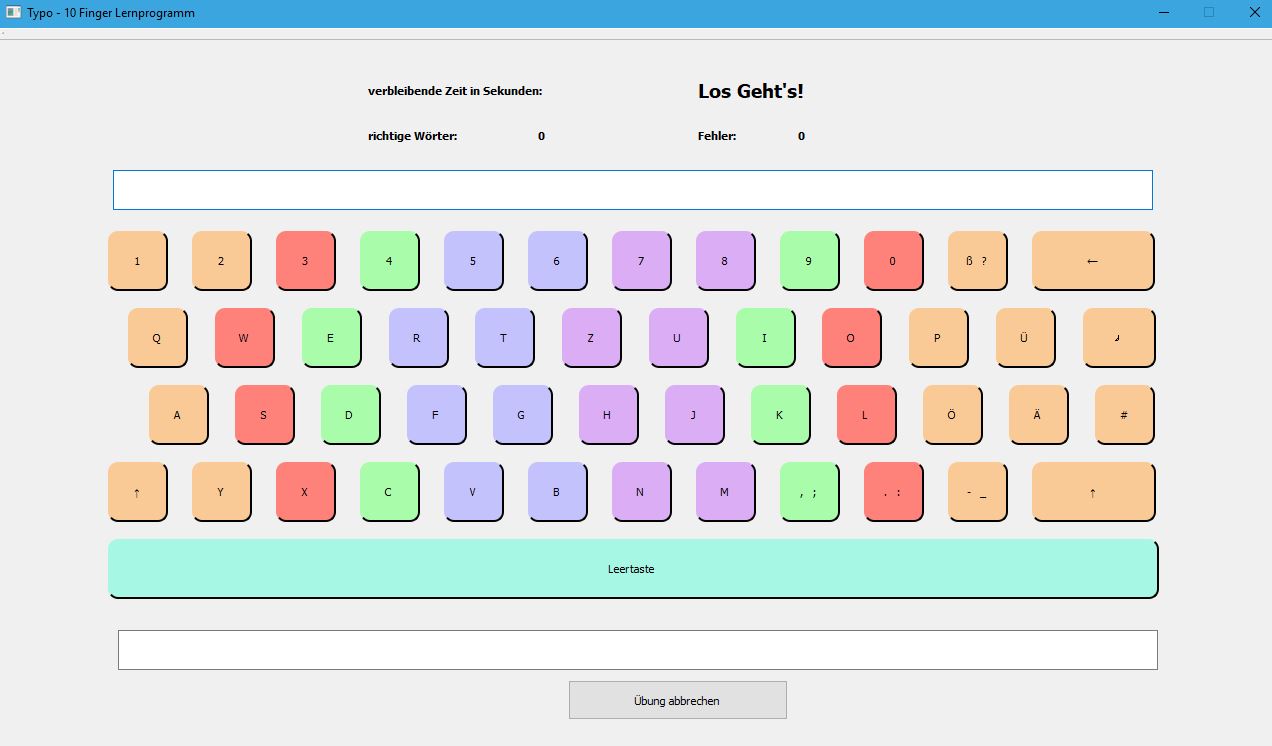 Typo - 10 Finger Lernprogramm
verbleibende Zeit in Sekunden: Los Geht's!
richtige Wörter: 0 Fehler: 0
1 2 3 4 5 6 7 8 9 0 ß ? ←
Q W E R T Z U I O P Ü ↲
A S D F G H J K L Ö Ä #
↑ Y X C V B N M , ; . : - _ ↑
Leertaste
Übung abbrechen